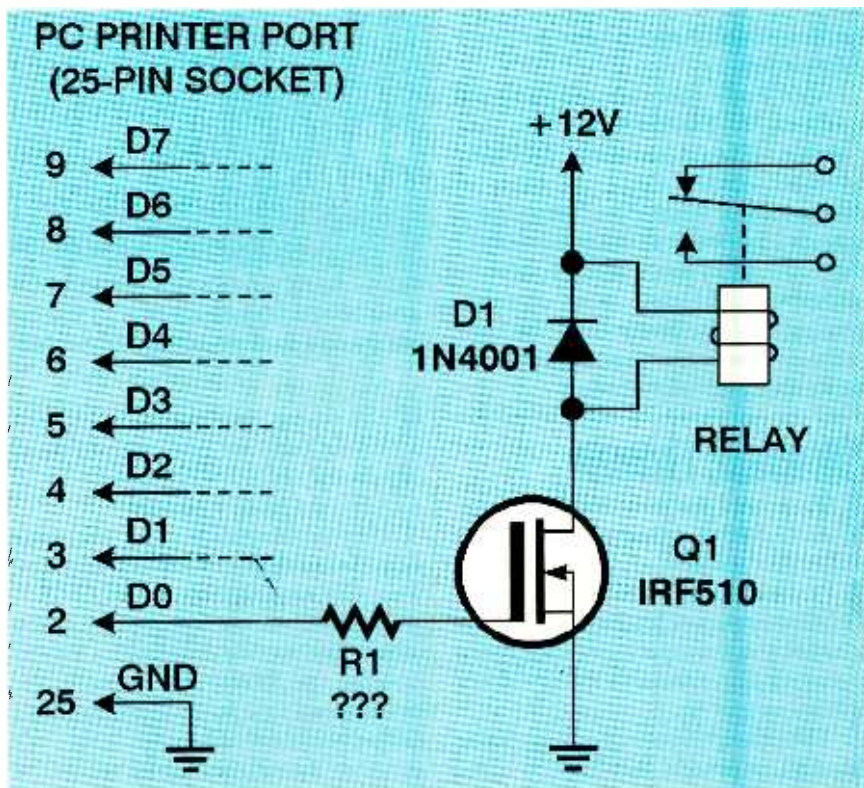 PC PRINTER PORT
(25-PIN SOCKET)
+12V
9 D7
8 D6
7 D5
6 D4
5 D3
4 D2
3 D1
2 D0
25 GND
R1
???
D1
1N4001
RELAY
Q1
IRF510